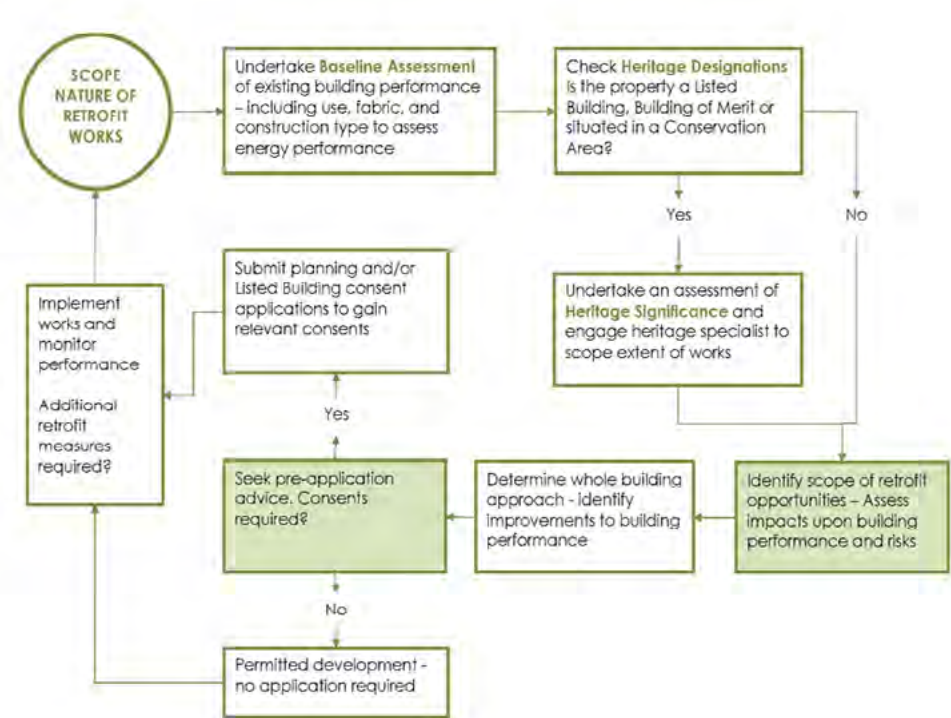 SCOPE
NATURE OF
RETROFIT
WORKS
Undertake Baseline Assessment
of existing building performance
– including use, fabric, and
construction type to assess
energy performance
Check Heritage Designations
Is the property a Listed
Building, Building of Merit or
situated in a Conservation
Area?
Yes
No
Undertake an assessment of
Heritage Significance and
engage heritage specialist to
scope extent of works
Identify scope of retrofit
opportunities – Assess
impacts upon building
performance and risks
Determine whole building
approach - identify
improvements to building
performance
Seek pre-application
advice. Consents
required?
Yes
Submit planning and/or
Listed Building consent
applications to gain
relevant consents
No
Permitted development -
no application required
Implement
works and
monitor
performance
Additional
retrofit
measures
required?